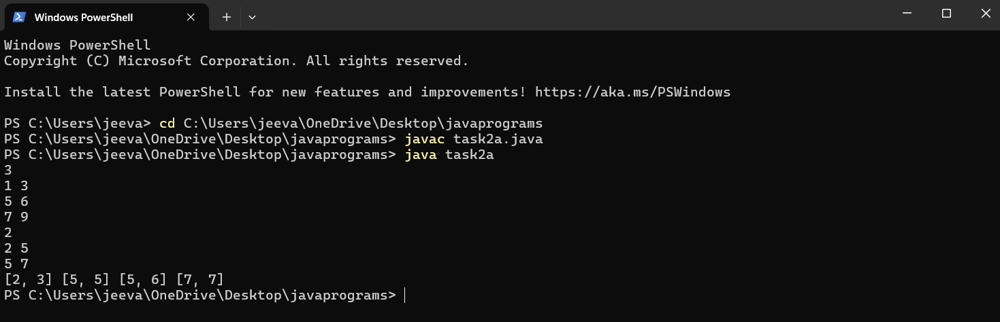 Windows PowerShell
Windows PowerShell
Copyright (C) Microsoft Corporation. All rights reserved.
Install the latest PowerShell for new features and improvements! https://aka.ms/PSWindows
PS C:\Users\jeeva> cd C:\Users\jeeva\OneDrive\Desktop\javaprograms
PS C:\Users\jeeva\OneDrive\Desktop\javaprograms> javac task2a.java
PS C:\Users\jeeva\OneDrive\Desktop\javaprograms> java task2a
3
1 3
5 6
7 9
2
2 5
5 7
[2, 3] [5, 5] [5, 6] [7, 7]
PS C:\Users\jeeva\OneDrive\Desktop\javaprograms>